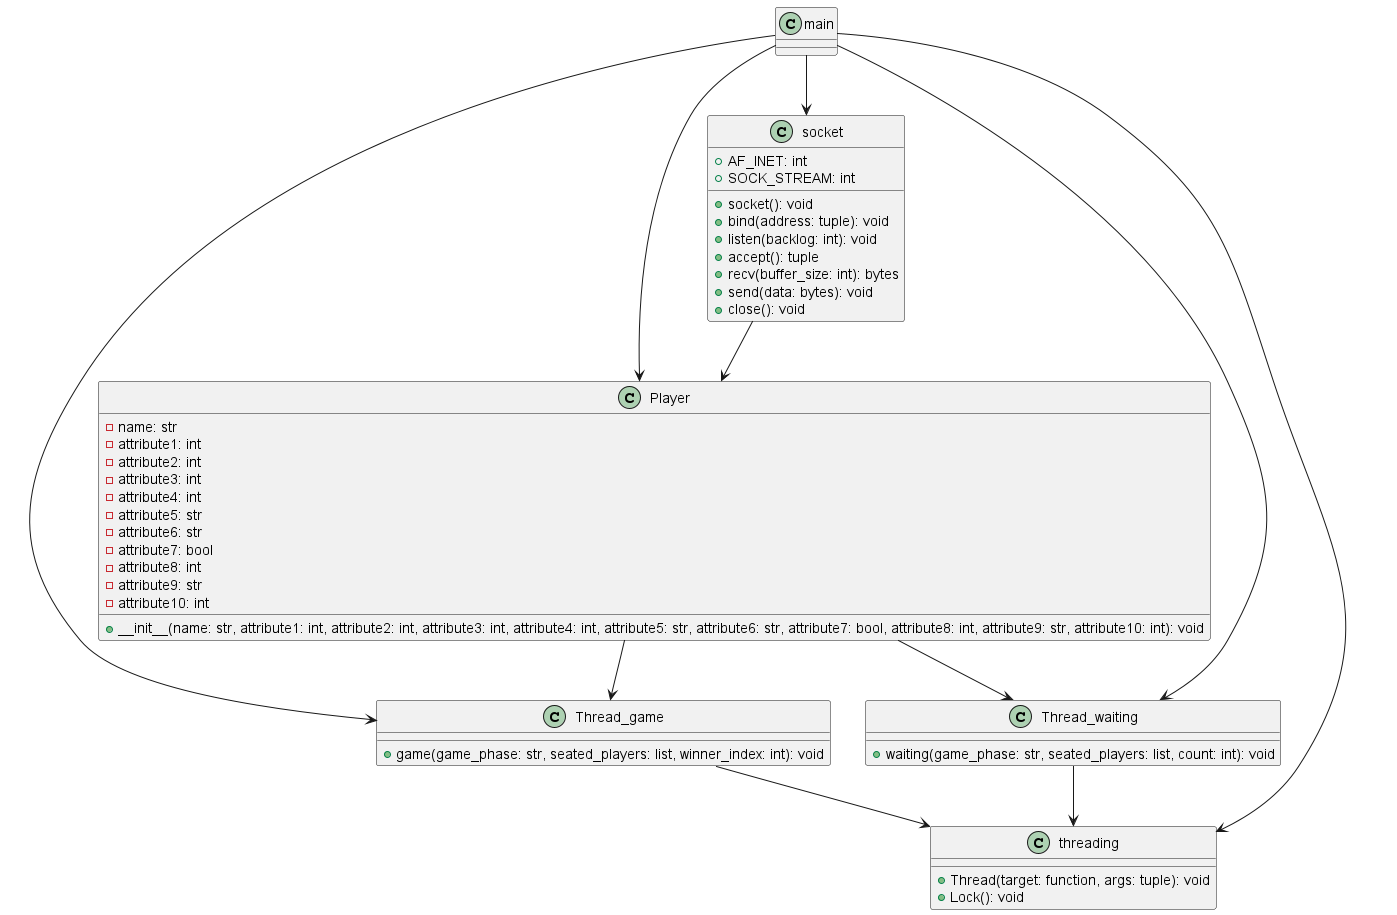 C main
C socket
AF_INET: int
SOCK_STREAM: int
socket(): void
bind(address: tuple): void
listen(backlog: int): void
accept(): tuple
recv(buffer_size: int): bytes
send(data: bytes): void
close(): void
C Player
name: str
attribute1: int
attribute2: int
attribute3: int
attribute4: int
attribute5: str
attribute6: str
attribute7: bool
attribute8: int
attribute9: str
attribute10: int
__init__(name: str, attribute1: int, attribute2: int, attribute3: int, attribute4: int, attribute5: str, attribute6: str, attribute7: bool, attribute8: int, attribute9: str, attribute10: int): void
C Thread_game
game(game_phase: str, seated_players: list, winner_index: int): void
C Thread_waiting
waiting(game_phase: str, seated_players: list, count: int): void
C threading
Thread(target: function, args: tuple): void
Lock(): void